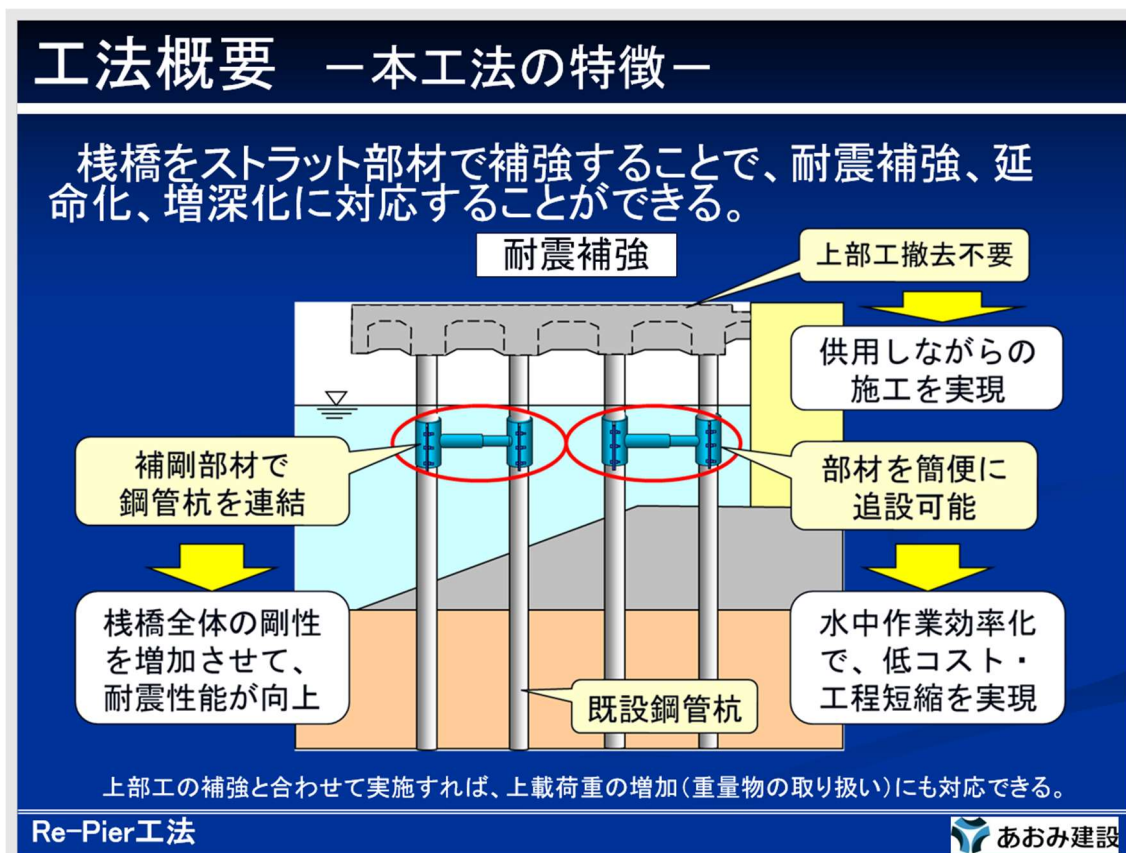 工法概要 －本工法の特徴－
桟橋をストラット部材で補強することで、耐震補強、延
命化、増深化に対応することができる。
耐震補強
上部工撤去不要
供用しながらの
施工を実現
補剛部材で
鋼管杭を連結
部材を簡便に
追設可能
桟橋全体の剛性
を増加させて、
耐震性能が向上
水中作業効率化
で、低コスト・
工程短縮を実現
既設鋼管杭
上部工の補強と合わせて実施すれば、上載荷重の増加（重量物の取り扱い）にも対応できる。
Re-Pier工法
あおみ建設